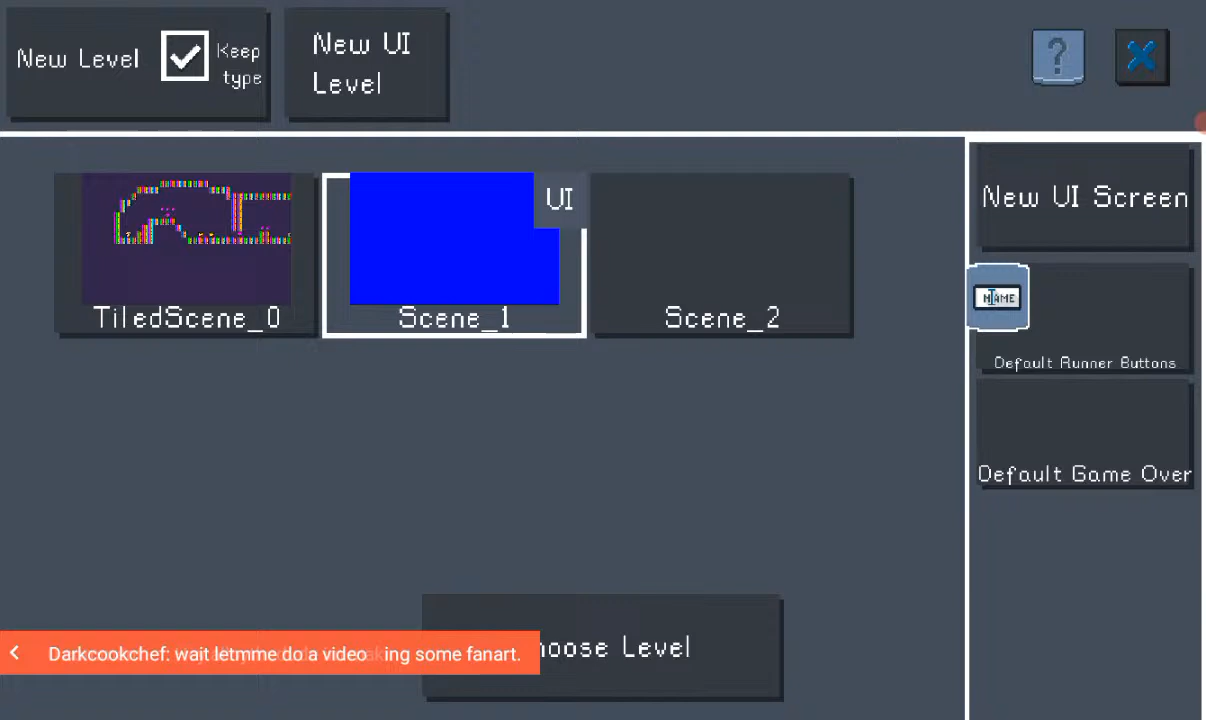 New Level
Keep
type
New UI
Level
?
New UI Screen
UI
TiledScene_0
Scene_1
Scene_2
NAME
Default Runner Buttons
Default Game Over
hoose Level
Darkcookchef: wait letmme do a video
king some fanart.